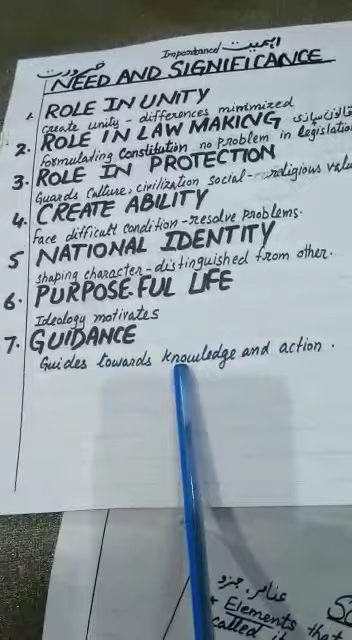 Importance اہمیت
ضرورت
NEED AND SIGNIFICANCE
1. ROLE IN UNITY
Create unity - differences minimized
2. ROLE IN LAW MAKING قانون سازی
formulating Constitution no problem in legislation
3. ROLE IN PROTECTION
Guards Culture, civilization social - religious valu
4. CREATE ABILITY
Face difficult condition - resolve problems.
5 NATIONAL IDENTITY
shaping character - distinguished from other.
6. PURPOSEFUL LIFE
Ideology motivates
7. GUIDANCE
Guides towards knowledge and action.
عناصر، جزو
* Elements that
called